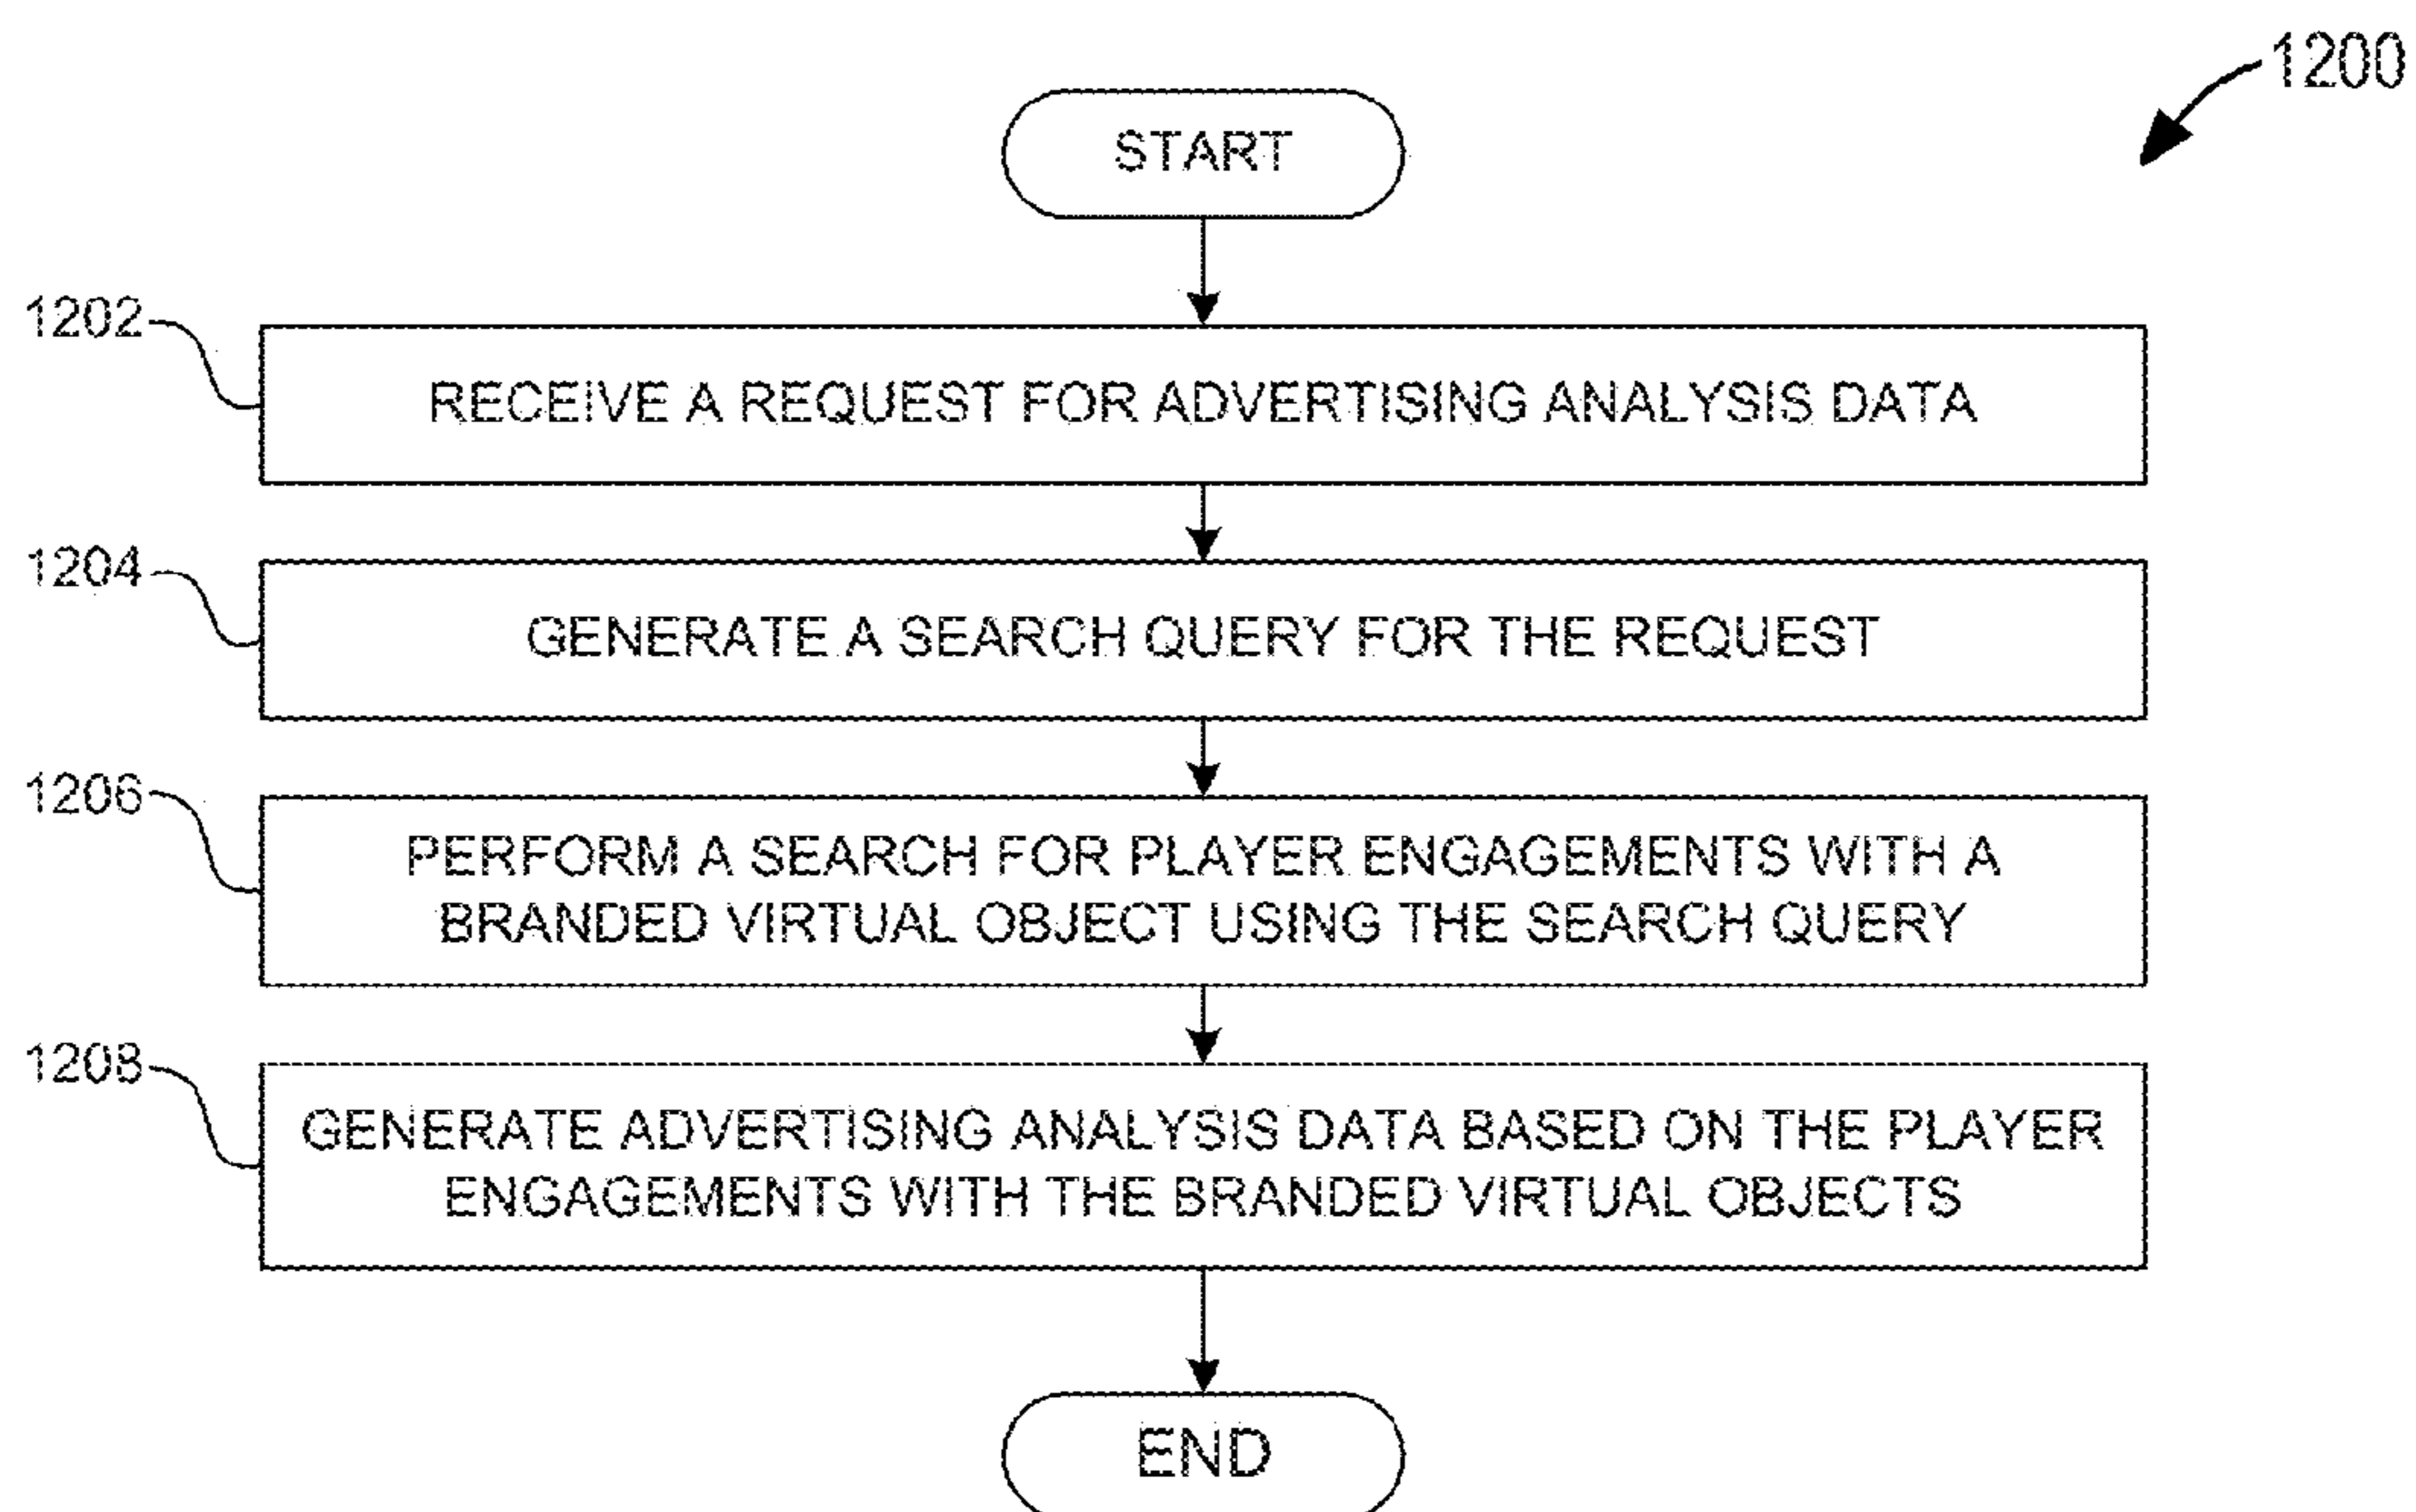 1200
START
1202
RECEIVE A REQUEST FOR ADVERTISING ANALYSIS DATA
1204
GENERATE A SEARCH QUERY FOR THE REQUEST
1206
PERFORM A SEARCH FOR PLAYER ENGAGEMENTS WITH A
BRANDED VIRTUAL OBJECT USING THE SEARCH QUERY
1208
GENERATE ADVERTISING ANALYSIS DATA BASED ON THE PLAYER
ENGAGEMENTS WITH THE BRANDED VIRTUAL OBJECTS
END